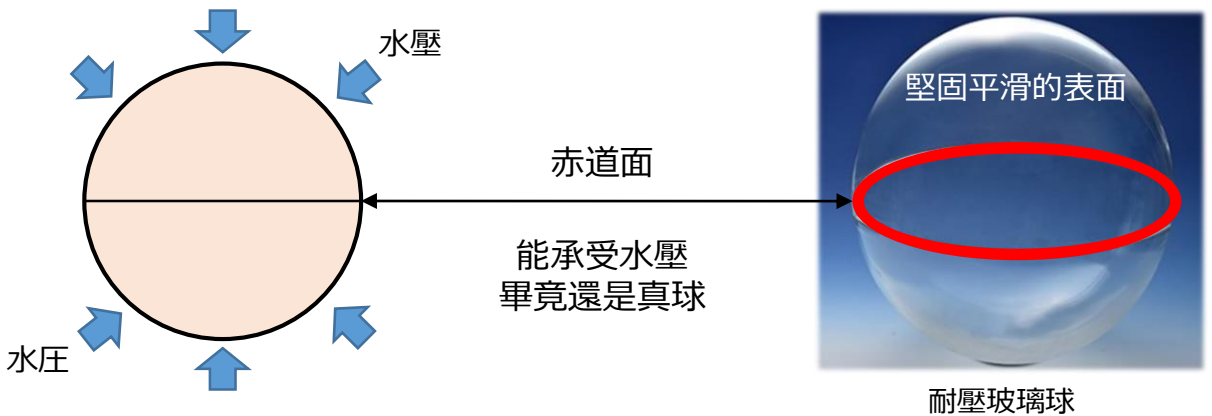 水壓
堅固平滑的表面
赤道面
能承受水壓
畢竟還是真球
水圧
耐壓玻璃球